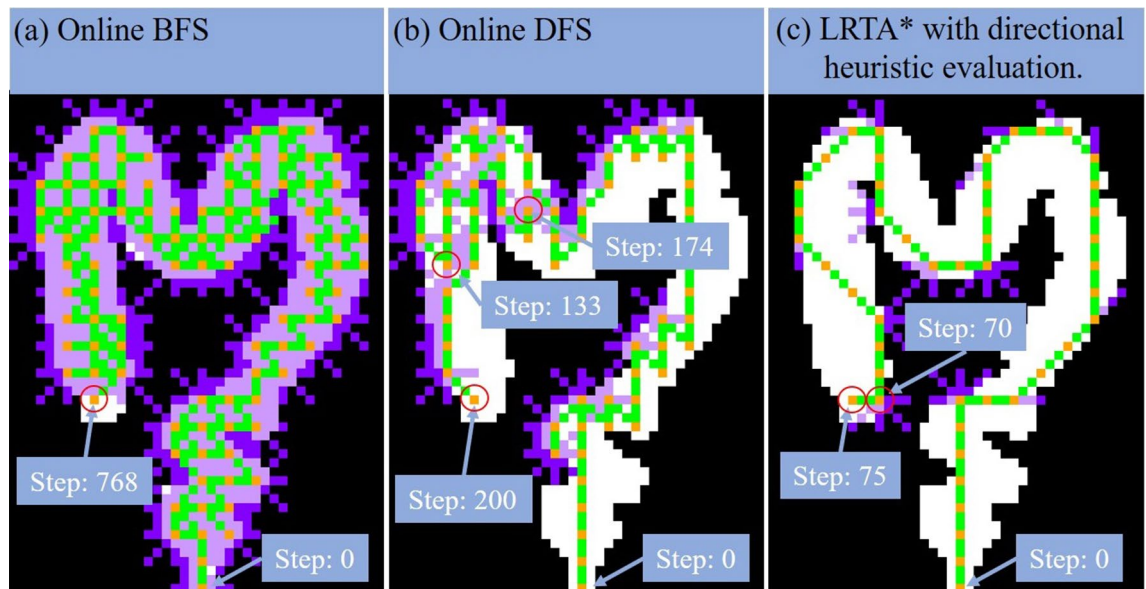 (a) Online BFS
(b) Online DFS
(c) LRTA* with directional
heuristic evaluation.
Step: 768
Step: 0
Step: 174
Step: 133
Step: 200
Step: 0
Step: 70
Step: 75
Step: 0